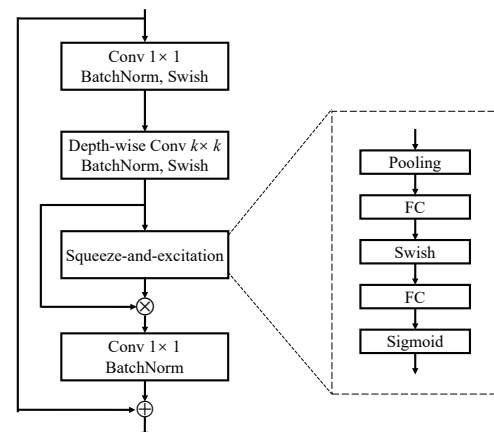 Conv 1× 1
BatchNorm, Swish
Depth-wise Conv k× k
BatchNorm, Swish
Squeeze-and-excitation
Conv 1× 1
BatchNorm
Pooling
FC
Swish
FC
Sigmoid